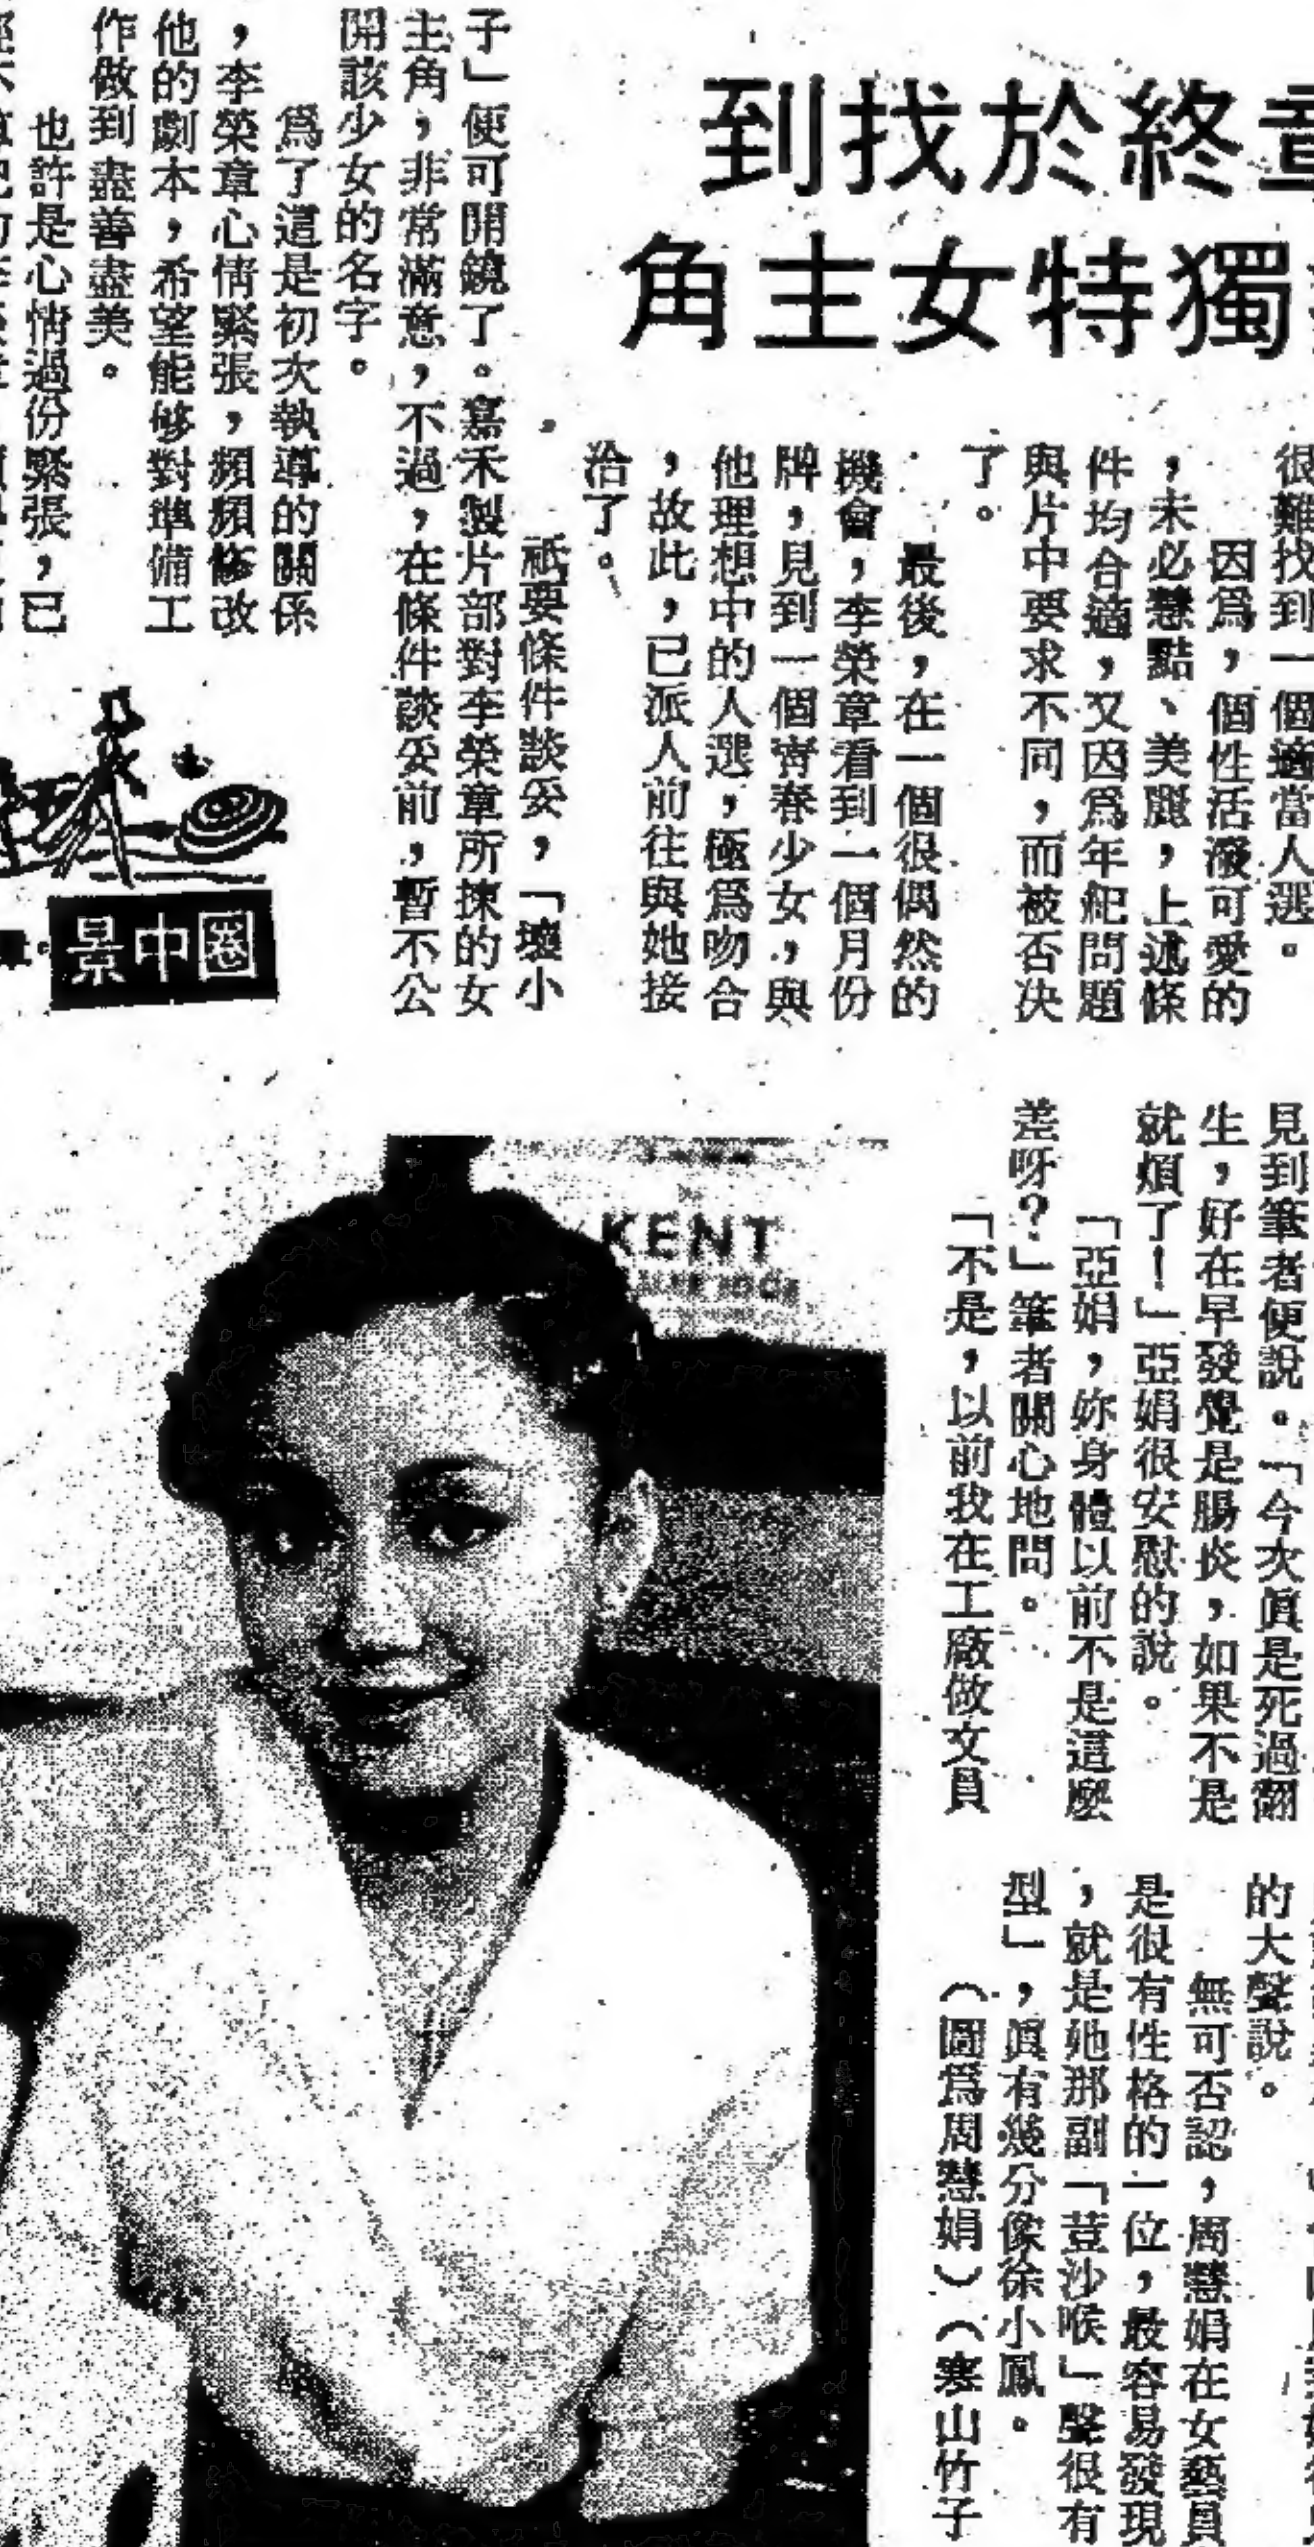 章終於找到
獨特女主角
很難找到一個適當人選。
因為，個性活潑可愛的
，未必慧黠、美麗，上述條
件均合適，又因為年紀問題
與片中要求不同，而被否決
了。
最後，在一個很偶然的
機會，李榮章看到一個月份
牌，見到一個青春少女，與
他理想中的人選，極為吻合
，故此，已派人前往與她接
洽了。
祇要條件談妥，「壞小
子」便可開鏡了。嘉禾製片部對李榮章所揀的女
主角，非常滿意，不過，在條件談妥前，暫不公
開該少女的名字。
為了這是初次執導的關係
，李榮章心情緊張，頻頻修改
他的劇本，希望能够對準備工
作做到盡善盡美。
也許是心情過份緊張，已
圈中景
見到筆者便說。「今次眞是死過翻
生，好在早發覺是腸炎，如果不是
就煩了！」亞娟很安慰的說。
「亞娟，妳身體以前不是這麼
差呀？」筆者關心地問。
「不是，以前我在工廠做文員
的大聲說。
無可否認，周慧娟在女藝員
是很有性格的一位，最容易發現
，就是她那副「荳沙喉」聲很有
型」，眞有幾分像徐小鳳。
（圖為周慧娟）（寒山竹子
KENT